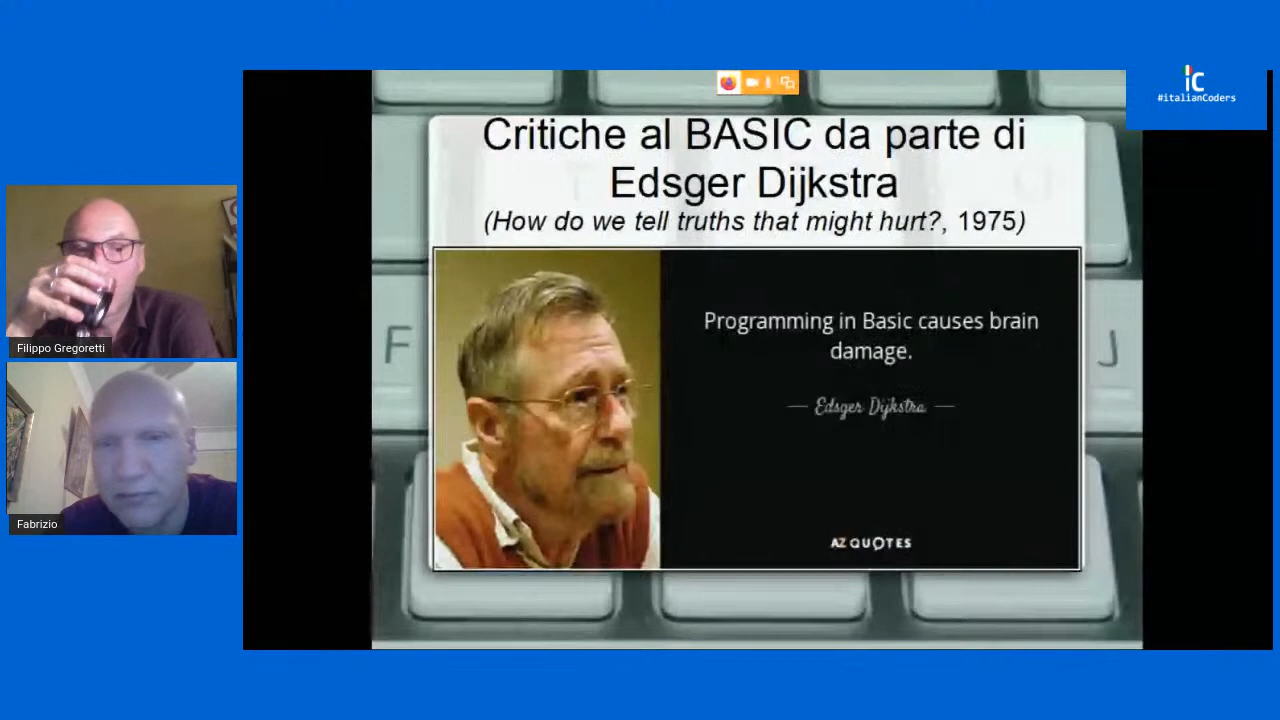 iC
#italianCoders
Critiche al BASIC da parte di
Edsger Dijkstra
(How do we tell truths that might hurt?, 1975)
Programming in Basic causes brain
damage.
— Edsger Dijkstra —
AZ QUOTES
F
J
Filippo Gregoretti
Fabrizio